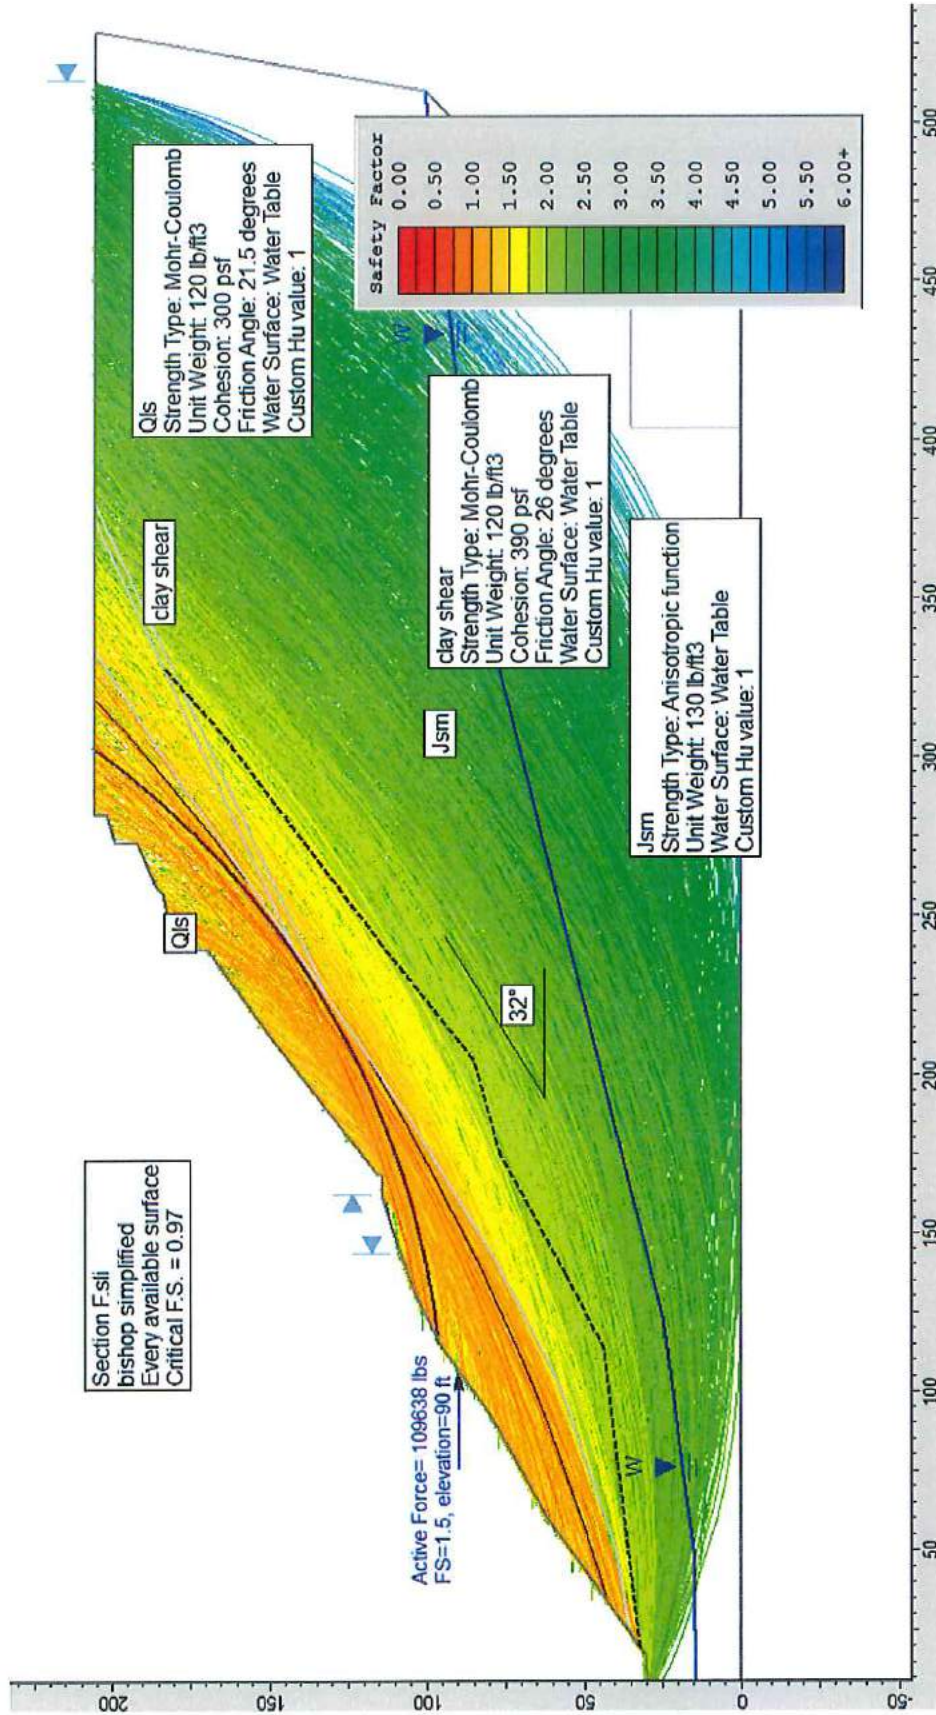 Section F.sli
bishop simplified
Every available surface
Critical F.S. = 0.97
Active Force= 109638 lbs
FS=1.5, elevation=90 ft
Qls
clay shear
Jsm
32°
W
W
Qls
Strength Type: Mohr-Coulomb
Unit Weight: 120 lb/ft3
Cohesion: 300 psf
Friction Angle: 21.5 degrees
Water Surface: Water Table
Custom Hu value: 1
clay shear
Strength Type: Mohr-Coulomb
Unit Weight: 120 lb/ft3
Cohesion: 390 psf
Friction Angle: 26 degrees
Water Surface: Water Table
Custom Hu value: 1
Jsm
Strength Type: Anisotropic function
Unit Weight: 130 lb/ft3
Water Surface: Water Table
Custom Hu value: 1
Safety Factor
0.00
0.50
1.00
1.50
2.00
2.50
3.00
3.50
4.00
4.50
5.00
5.50
6.00+
200
150
100
50
0
-50
50
100
150
200
250
300
350
400
450
500